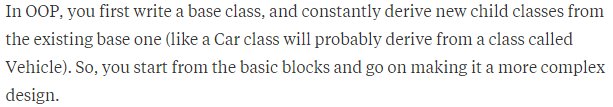 In OOP, you first write a base class, and constantly derive new child classes from
the existing base one (like a Car class will probably derive from a class called
Vehicle). So, you start from the basic blocks and go on making it a more complex
design.